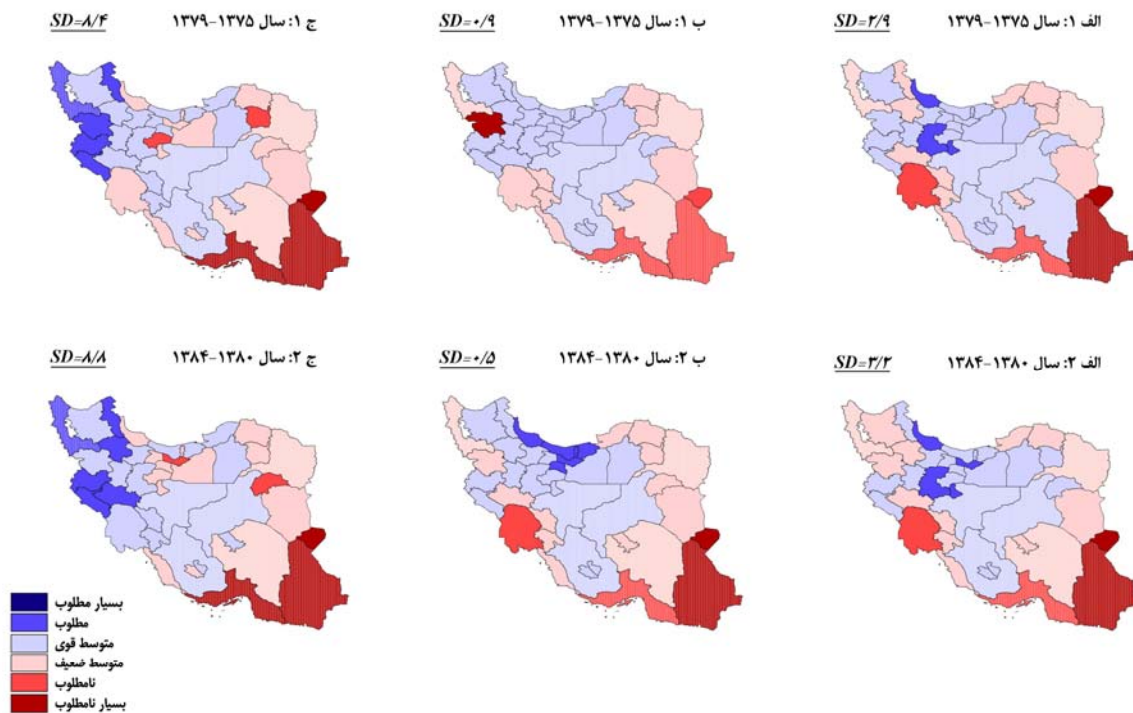 الف ۱: سال ۱۳۷۵-۱۳۷۹
SD=۲/۹
ب ۱: سال ۱۳۷۵-۱۳۷۹
SD=۰/۹
ج ۱: سال ۱۳۷۵-۱۳۷۹
SD=۸/۴
الف ۲: سال ۱۳۸۰-۱۳۸۴
SD=۳/۲
ب ۲: سال ۱۳۸۰-۱۳۸۴
SD=۰/۵
ج ۲: سال ۱۳۸۰-۱۳۸۴
SD=۸/۸
بسیار مطلوب
مطلوب
متوسط قوی
متوسط ضعیف
نامطلوب
بسیار نامطلوب